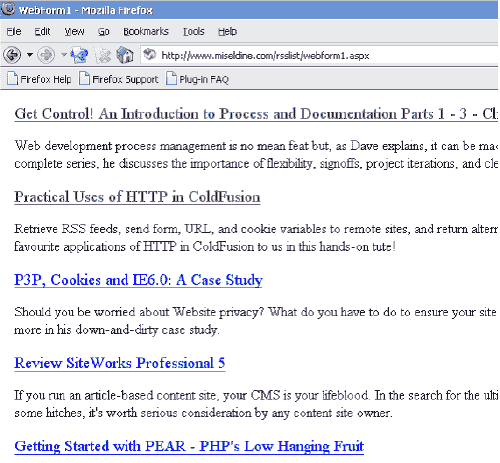 Webform1 - Mozilla Firefox
File Edit View Go Bookmarks Tools Help
http://www.miseldine.com/rsslist/webform1.aspx
Firefox Help Firefox Support Plug-in FAQ
Get Control! An Introduction to Process and Documentation Parts 1 - 3 - Cl
Web development process management is no mean feat but, as Dave explains, it can be mad
complete series, he discusses the importance of flexibility, signoffs, project iterations, and cle
Practical Uses of HTTP in ColdFusion
Retrieve RSS feeds, send form, URL, and cookie variables to remote sites, and return altern
favourite applications of HTTP in ColdFusion to us in this hands-on tute!
P3P, Cookies and IE6.0: A Case Study
Should you be worried about Website privacy? What do you have to do to ensure your site
more in his down-and-dirty case study.
Review SiteWorks Professional 5
If you run an article-based content site, your CMS is your lifeblood. In the search for the ulti
some hitches, it's worth serious consideration by any content site owner.
Getting Started with PEAR - PHP's Low Hanging Fruit